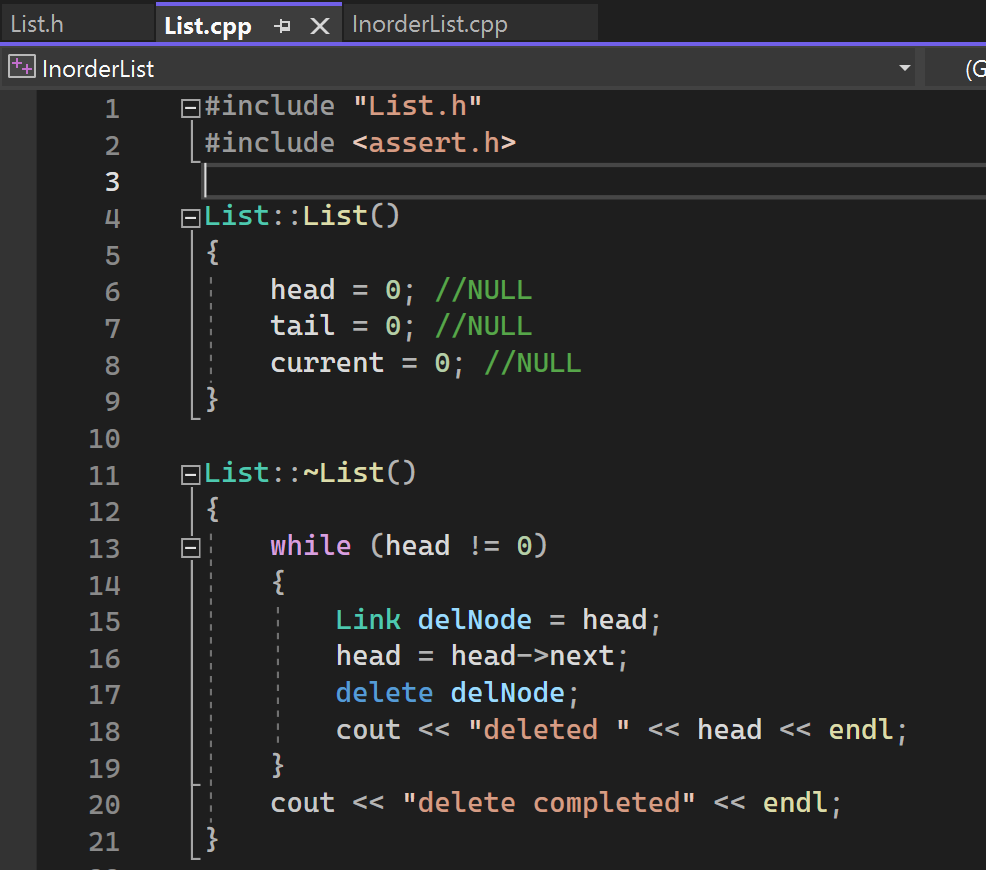 List.h List.cpp InorderList.cpp
InorderList (G
1 #include "List.h"
2 #include <assert.h>
3
4 List::List()
5 {
6 head = 0; //NULL
7 tail = 0; //NULL
8 current = 0; //NULL
9 }
10
11 List::~List()
12 {
13 while (head != 0)
14 {
15 Link delNode = head;
16 head = head->next;
17 delete delNode;
18 cout << "deleted " << head << endl;
19 }
20 cout << "delete completed" << endl;
21 }